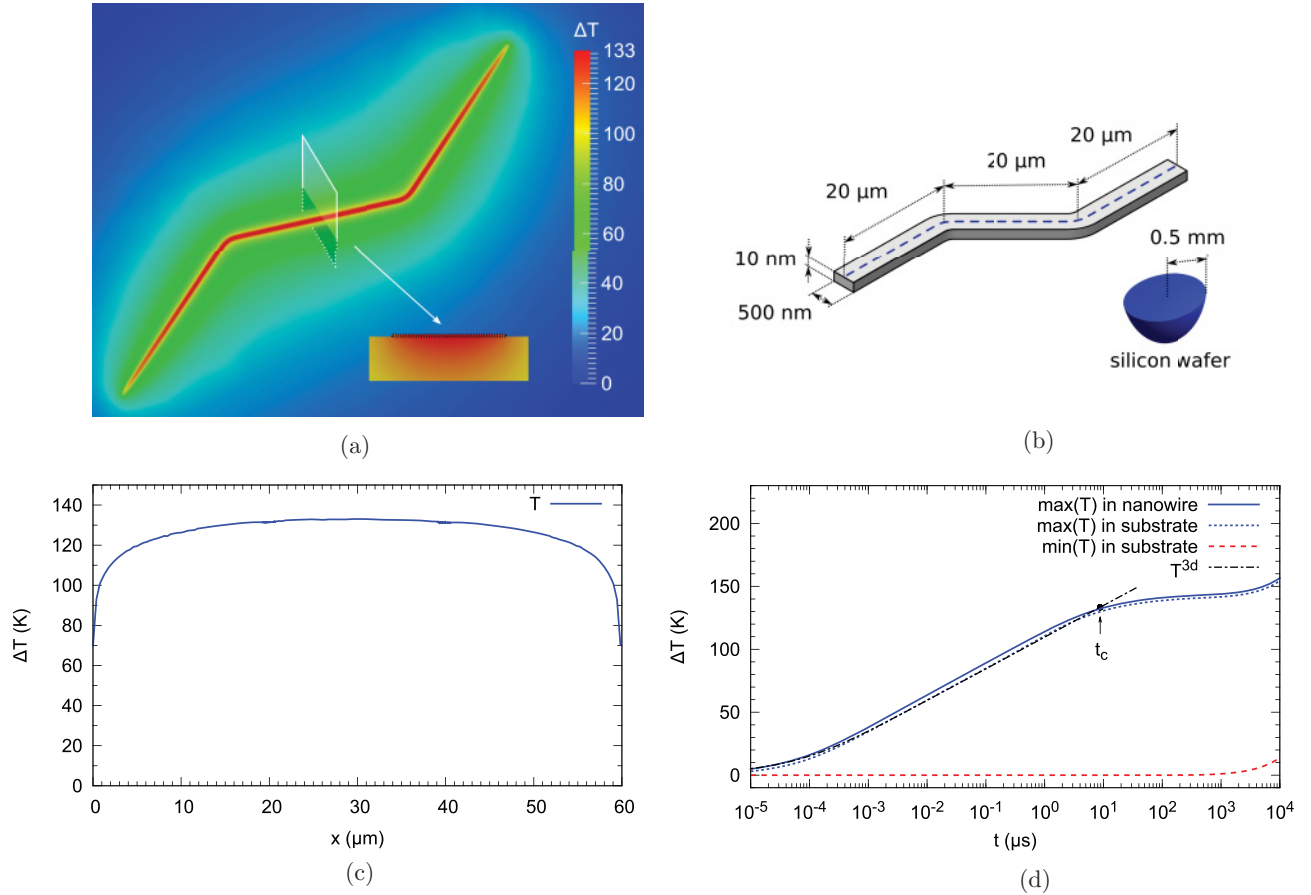 ΔT
133
120
100
80
60
40
20
0
(a)
20 μm
20 μm
20 μm
10 nm
500 nm
0.5 mm
silicon wafer
(b)
140
120
100
80
60
40
20
0
ΔT (K)
T
0 10 20 30 40 50 60
x (μm)
(c)
200
150
100
50
0
ΔT (K)
max(T) in nanowire
max(T) in substrate
min(T) in substrate
T^3d
t_c
10^-5 10^-4 10^-3 10^-2 10^-1 10^0 10^1 10^2 10^3 10^4
t (μs)
(d)